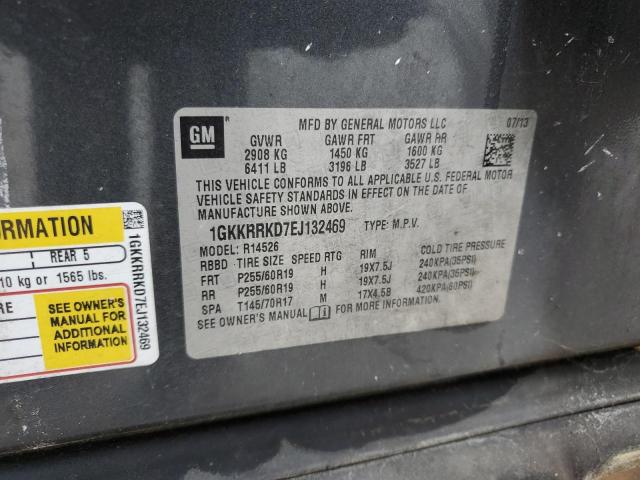 GM ®
MFD BY GENERAL MOTORS LLC 07/13
GVWR GAWR FRT GAWR RR
2908 KG 1450 KG 1600 KG
6411 LB 3196 LB 3527 LB
THIS VEHICLE CONFORMS TO ALL APPLICABLE U.S. FEDERAL MOTOR
VEHICLE SAFETY STANDARDS IN EFFECT ON THE DATE OF
MANUFACTURE SHOWN ABOVE.
1GKKRRKD7EJ132469 TYPE: M.P.V.
MODEL: R14526
RBBD TIRE SIZE SPEED RTG RIM COLD TIRE PRESSURE
FRT P255/60R19 H 19X7.5J 240KPA(35PSI)
RR P255/60R19 H 19X7.5J 240KPA(35PSI)
SPA T145/70R17 M 17X4.5B 420KPA(60PSI)
SEE OWNER'S MANUAL FOR MORE INFORMATION.
ORMATION
REAR 5
10 kg or 1565 lbs.
RE
SEE OWNER'S
MANUAL FOR
ADDITIONAL
INFORMATION
1GKKRRKD7EJ132469